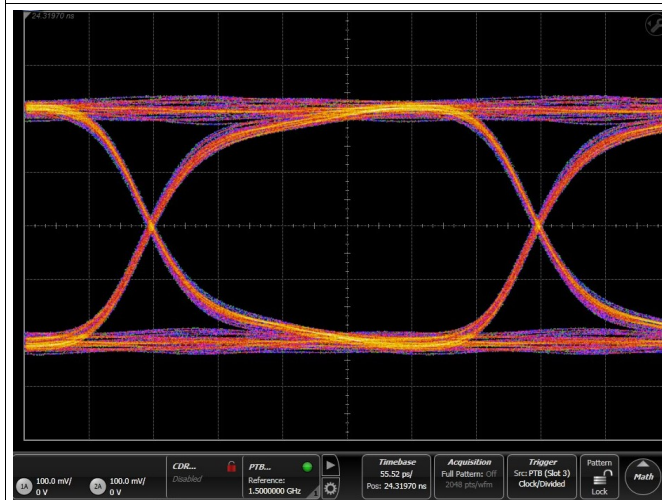 24.31970 ns
1A
100.0 mV/
0 V
2A
100.0 mV/
0 V
CDR...
Disabled
PTB...
Reference:
1.5000000 GHz
1
Timebase
55.52 ps/
Pos: 24.31970 ns
Acquisition
Full Pattern: Off
2048 pts/wfm
Trigger
Src: PTB (Slot 3)
Clock/Divided
Pattern
Lock
Math